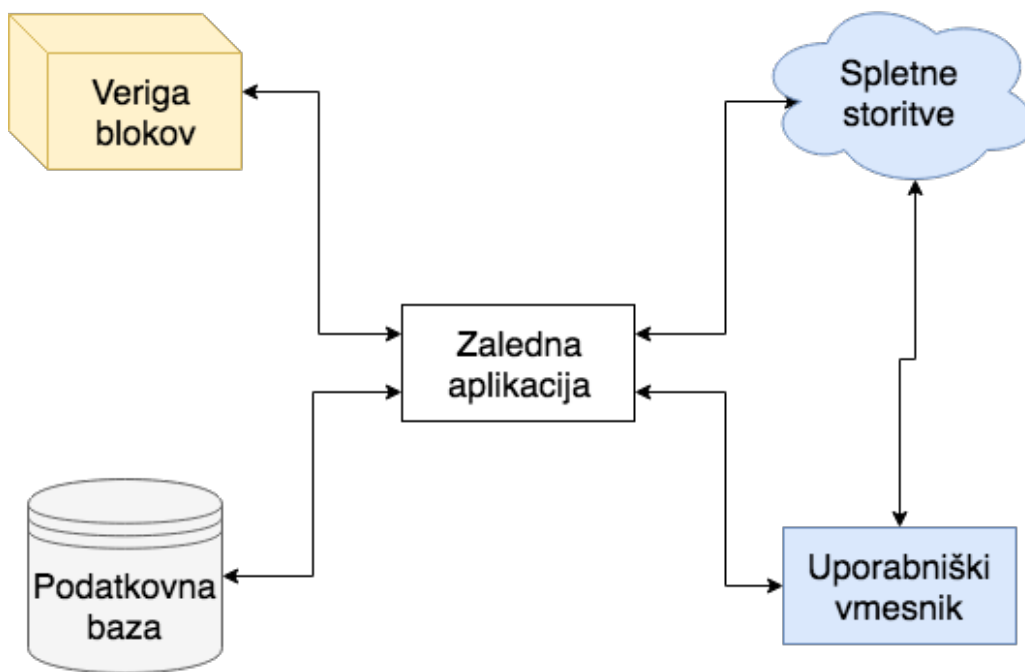 Veriga
blokov
Spletne
storitve
Zaledna
aplikacija
Podatkovna
baza
Uporabniški
vmesnik